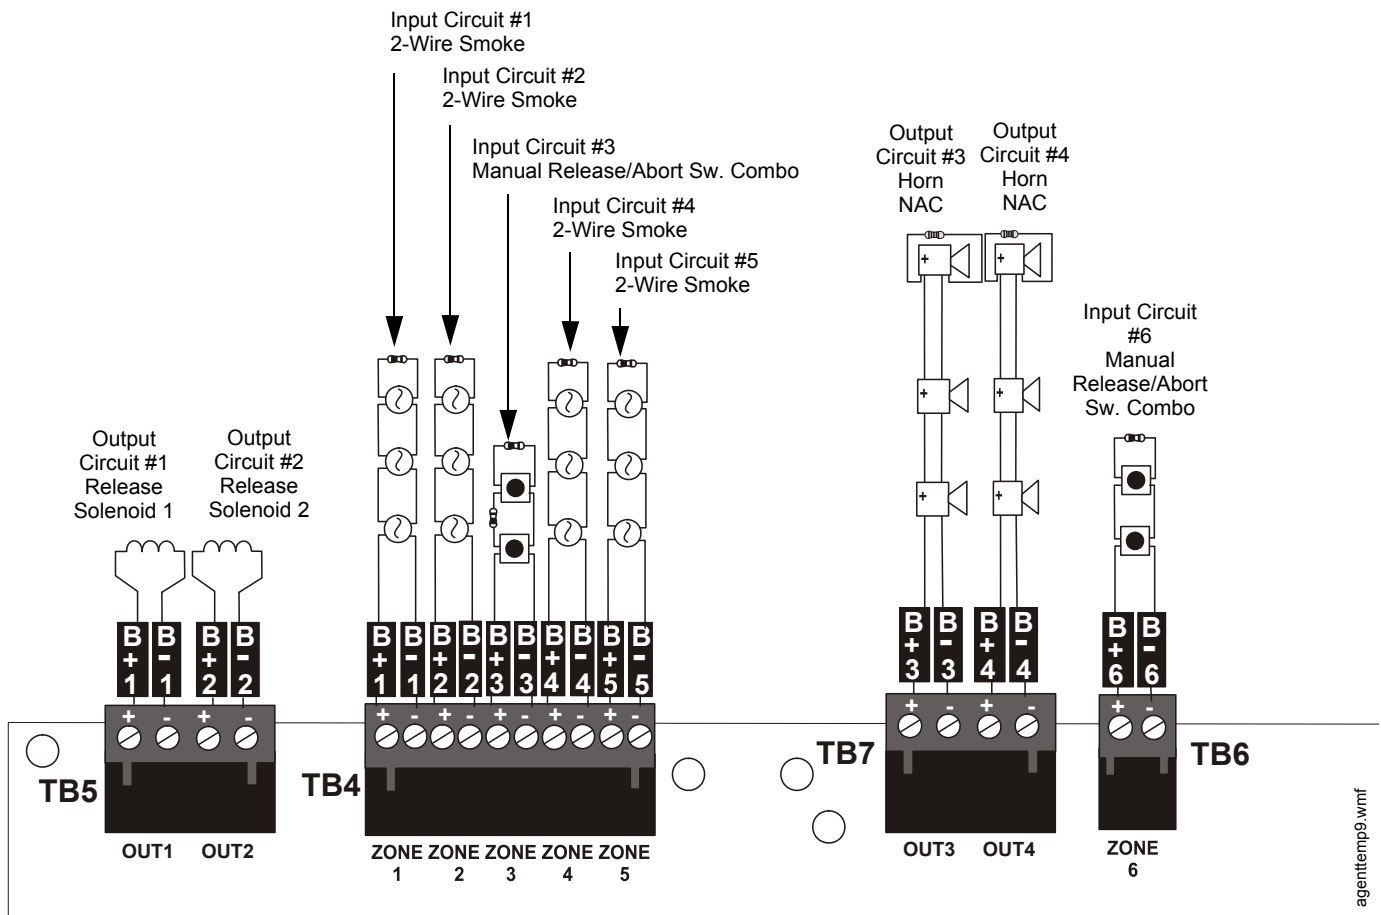 Input Circuit #1
2-Wire Smoke
Input Circuit #2
2-Wire Smoke
Input Circuit #3
Manual Release/Abort Sw. Combo
Input Circuit #4
2-Wire Smoke
Input Circuit #5
2-Wire Smoke
Output
Circuit #3
Horn
NAC
Output
Circuit #4
Horn
NAC
Input Circuit
#6
Manual
Release/Abort
Sw. Combo
Output
Circuit #1
Release
Solenoid 1
Output
Circuit #2
Release
Solenoid 2
+
+
+
+
+
+
B+1
B-1
B+2
B-2
B+1
B-1
B+2
B-2
B+3
B-3
B+4
B-4
B+5
B-5
B+3
B-3
B+4
B-4
B+6
B-6
+ - + -
+ - + - + - + - + -
+ - + -
+ -
TB5
TB4
TB7
TB6
OUT1
OUT2
ZONE
1
ZONE
2
ZONE
3
ZONE
4
ZONE
5
OUT3
OUT4
ZONE
6
agenttemp9.wmf